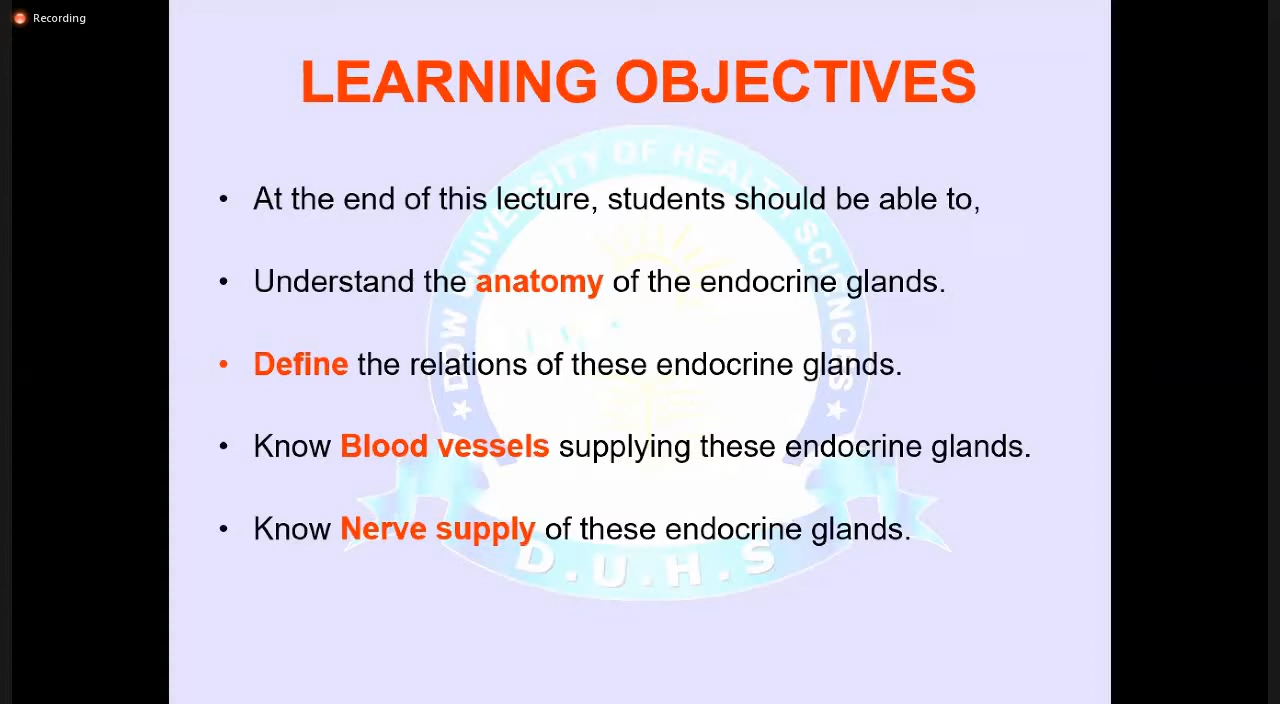 Recording
LEARNING OBJECTIVES
• At the end of this lecture, students should be able to,
• Understand the anatomy of the endocrine glands.
• Define the relations of these endocrine glands.
• Know Blood vessels supplying these endocrine glands.
• Know Nerve supply of these endocrine glands.
DOW UNIVERSITY OF HEALTH SCIENCES
D.U.H.S